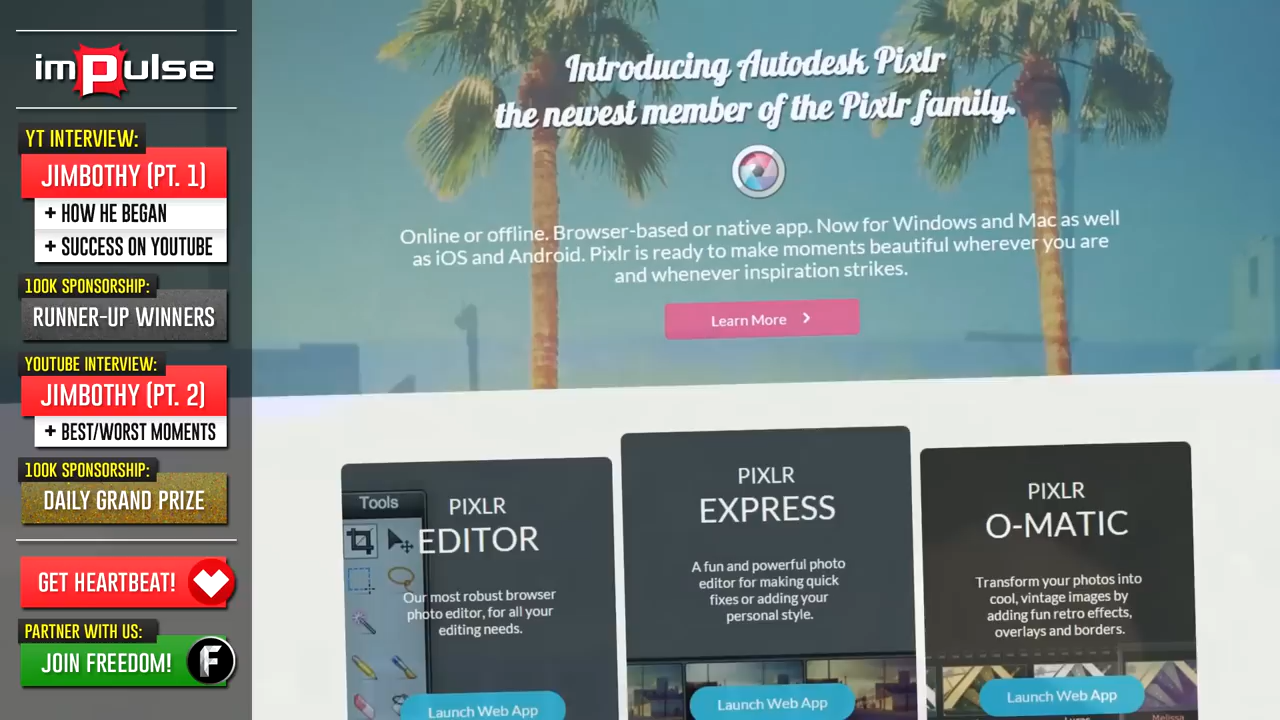 imPulse
YT INTERVIEW:
JIMBOTHY (PT. 1)
+ HOW HE BEGAN
+ SUCCESS ON YOUTUBE
100K SPONSORSHIP:
RUNNER-UP WINNERS
YOUTUBE INTERVIEW:
JIMBOTHY (PT. 2)
+ BEST/WORST MOMENTS
100K SPONSORSHIP:
DAILY GRAND PRIZE
GET HEARTBEAT!
PARTNER WITH US:
JOIN FREEDOM!
F
Introducing Autodesk Pixlr
the newest member of the Pixlr family.
Online or offline. Browser-based or native app. Now for Windows and Mac as well
as iOS and Android. Pixlr is ready to make moments beautiful wherever you are
and whenever inspiration strikes.
Learn More
Tools
PIXLR
EDITOR
Our most robust browser
photo editor, for all your
editing needs.
Launch Web App
PIXLR
EXPRESS
A fun and powerful photo
editor for making quick
fixes or adding your
personal style.
Launch Web App
PIXLR
O-MATIC
Transform your photos into
cool, vintage images by
adding fun retro effects,
overlays and borders.
Launch Web App